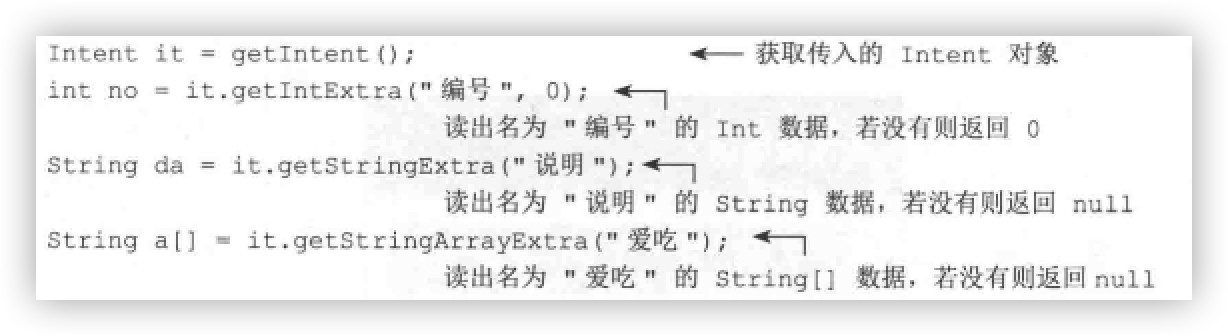 Intent it = getIntent(); ← 获取传入的 Intent 对象
int no = it.getIntExtra("编号", 0); ←
读出名为 "编号" 的 Int 数据，若没有则返回 0
String da = it.getStringExtra("说明"); ←
读出名为 "说明" 的 String 数据，若没有则返回 null
String a[] = it.getStringArrayExtra("爱吃"); ←
读出名为 "爱吃" 的 String[] 数据，若没有则返回 null